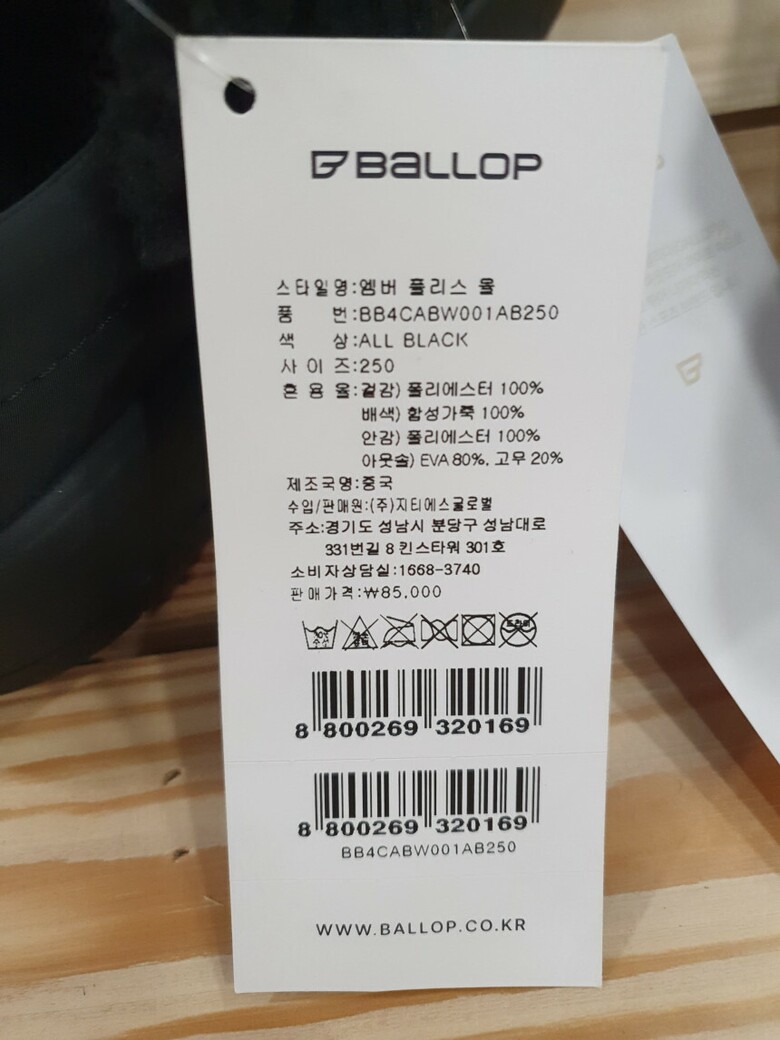 BALLOP
스타일명:엠버 플리스 울
품 번:BB4CABW001AB250
색 상:ALL BLACK
사 이 즈:250
혼 용 율:겉감) 폴리에스터 100%
배색) 합성가죽 100%
안감) 폴리에스터 100%
아웃솔) EVA 80%, 고무 20%
제조국명:중국
수입/판매원:(주)지티에스글로벌
주소:경기도 성남시 분당구 성남대로
331번길 8 킨스타워 301호
소비자상담실:1668-3740
판매가격:₩85,000
8 800269 320169
8 800269 320169
BB4CABW001AB250
WWW.BALLOP.CO.KR